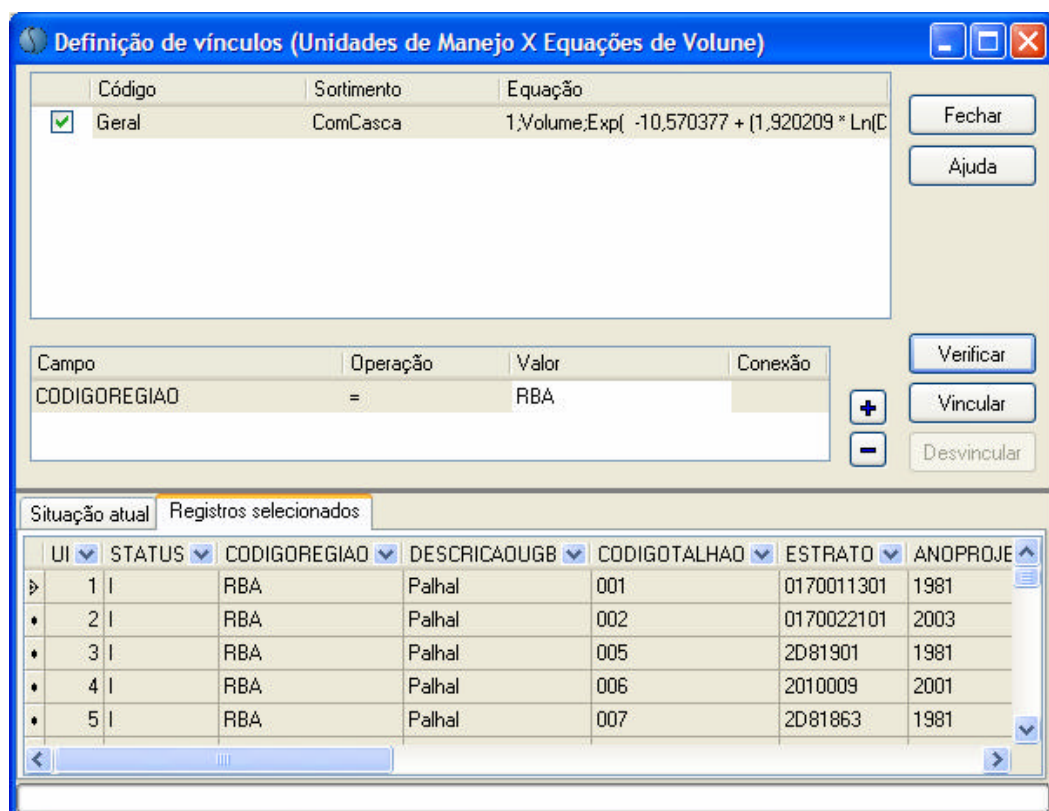 Definição de vínculos (Unidades de Manejo X Equações de Volune)
Código Sortimento Equação
Geral ComCasca 1;Volume;Exp( -10,570377 + (1,920209 * Ln(D
Fechar
Ajuda
Campo Operação Valor Conexão
CODIGOREGIAO = RBA
+
-
Verificar
Vincular
Desvincular
Situação atual Registros selecionados
UI STATUS CODIGOREGIAO DESCRICAOUGB CODIGOTALHAO ESTRATO ANOPROJE
1 I RBA Palhal 001 0170011301 1981
2 I RBA Palhal 002 0170022101 2003
3 I RBA Palhal 005 2D81901 1981
4 I RBA Palhal 006 2010009 2001
5 I RBA Palhal 007 2D81863 1981